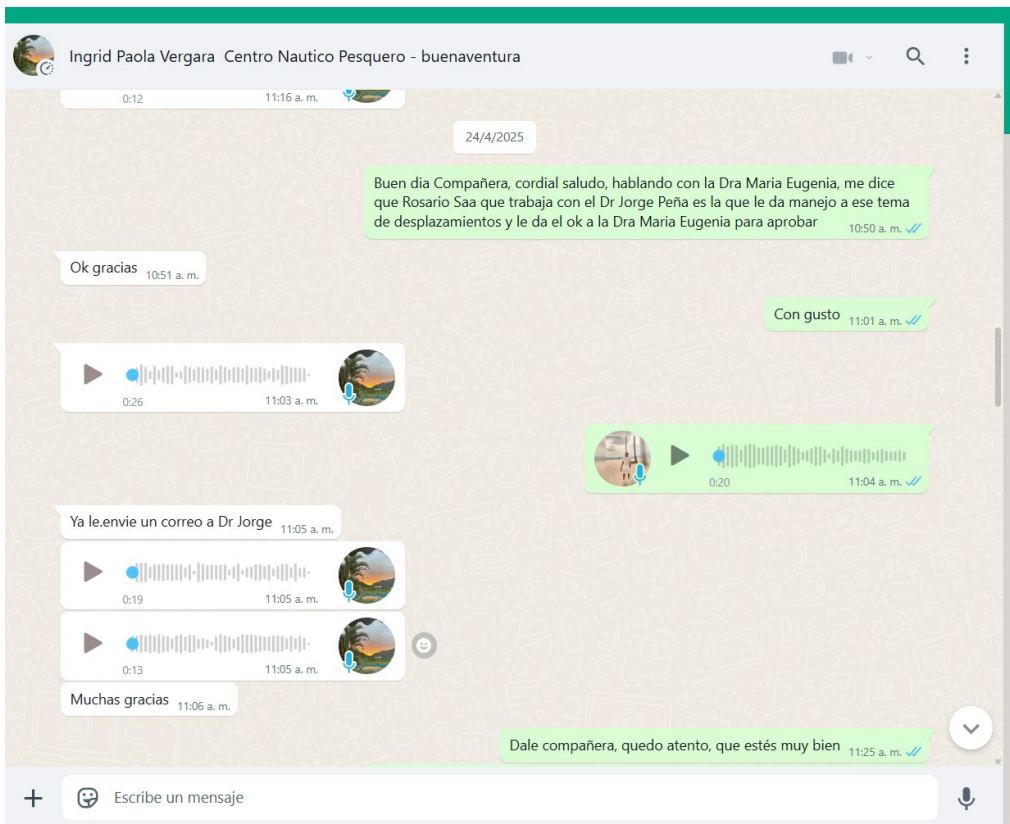 Ingrid Paola Vergara  Centro Nautico Pesquero - buenaventura
0:12 11:16 a. m.
24/4/2025
Buen dia Compañera, cordial saludo, hablando con la Dra Maria Eugenia, me dice
que Rosario Saa que trabaja con el Dr Jorge Peña es la que le da manejo a ese tema
de desplazamientos y le da el ok a la Dra Maria Eugenia para aprobar 10:50 a. m.
Ok gracias 10:51 a. m.
Con gusto 11:01 a. m.
0:26 11:03 a. m.
0:20 11:04 a. m.
Ya le.envie un correo a Dr Jorge 11:05 a. m.
0:19 11:05 a. m.
0:13 11:05 a. m.
Muchas gracias 11:06 a. m.
Dale compañera, quedo atento, que estés muy bien 11:25 a. m.
Escribe un mensaje